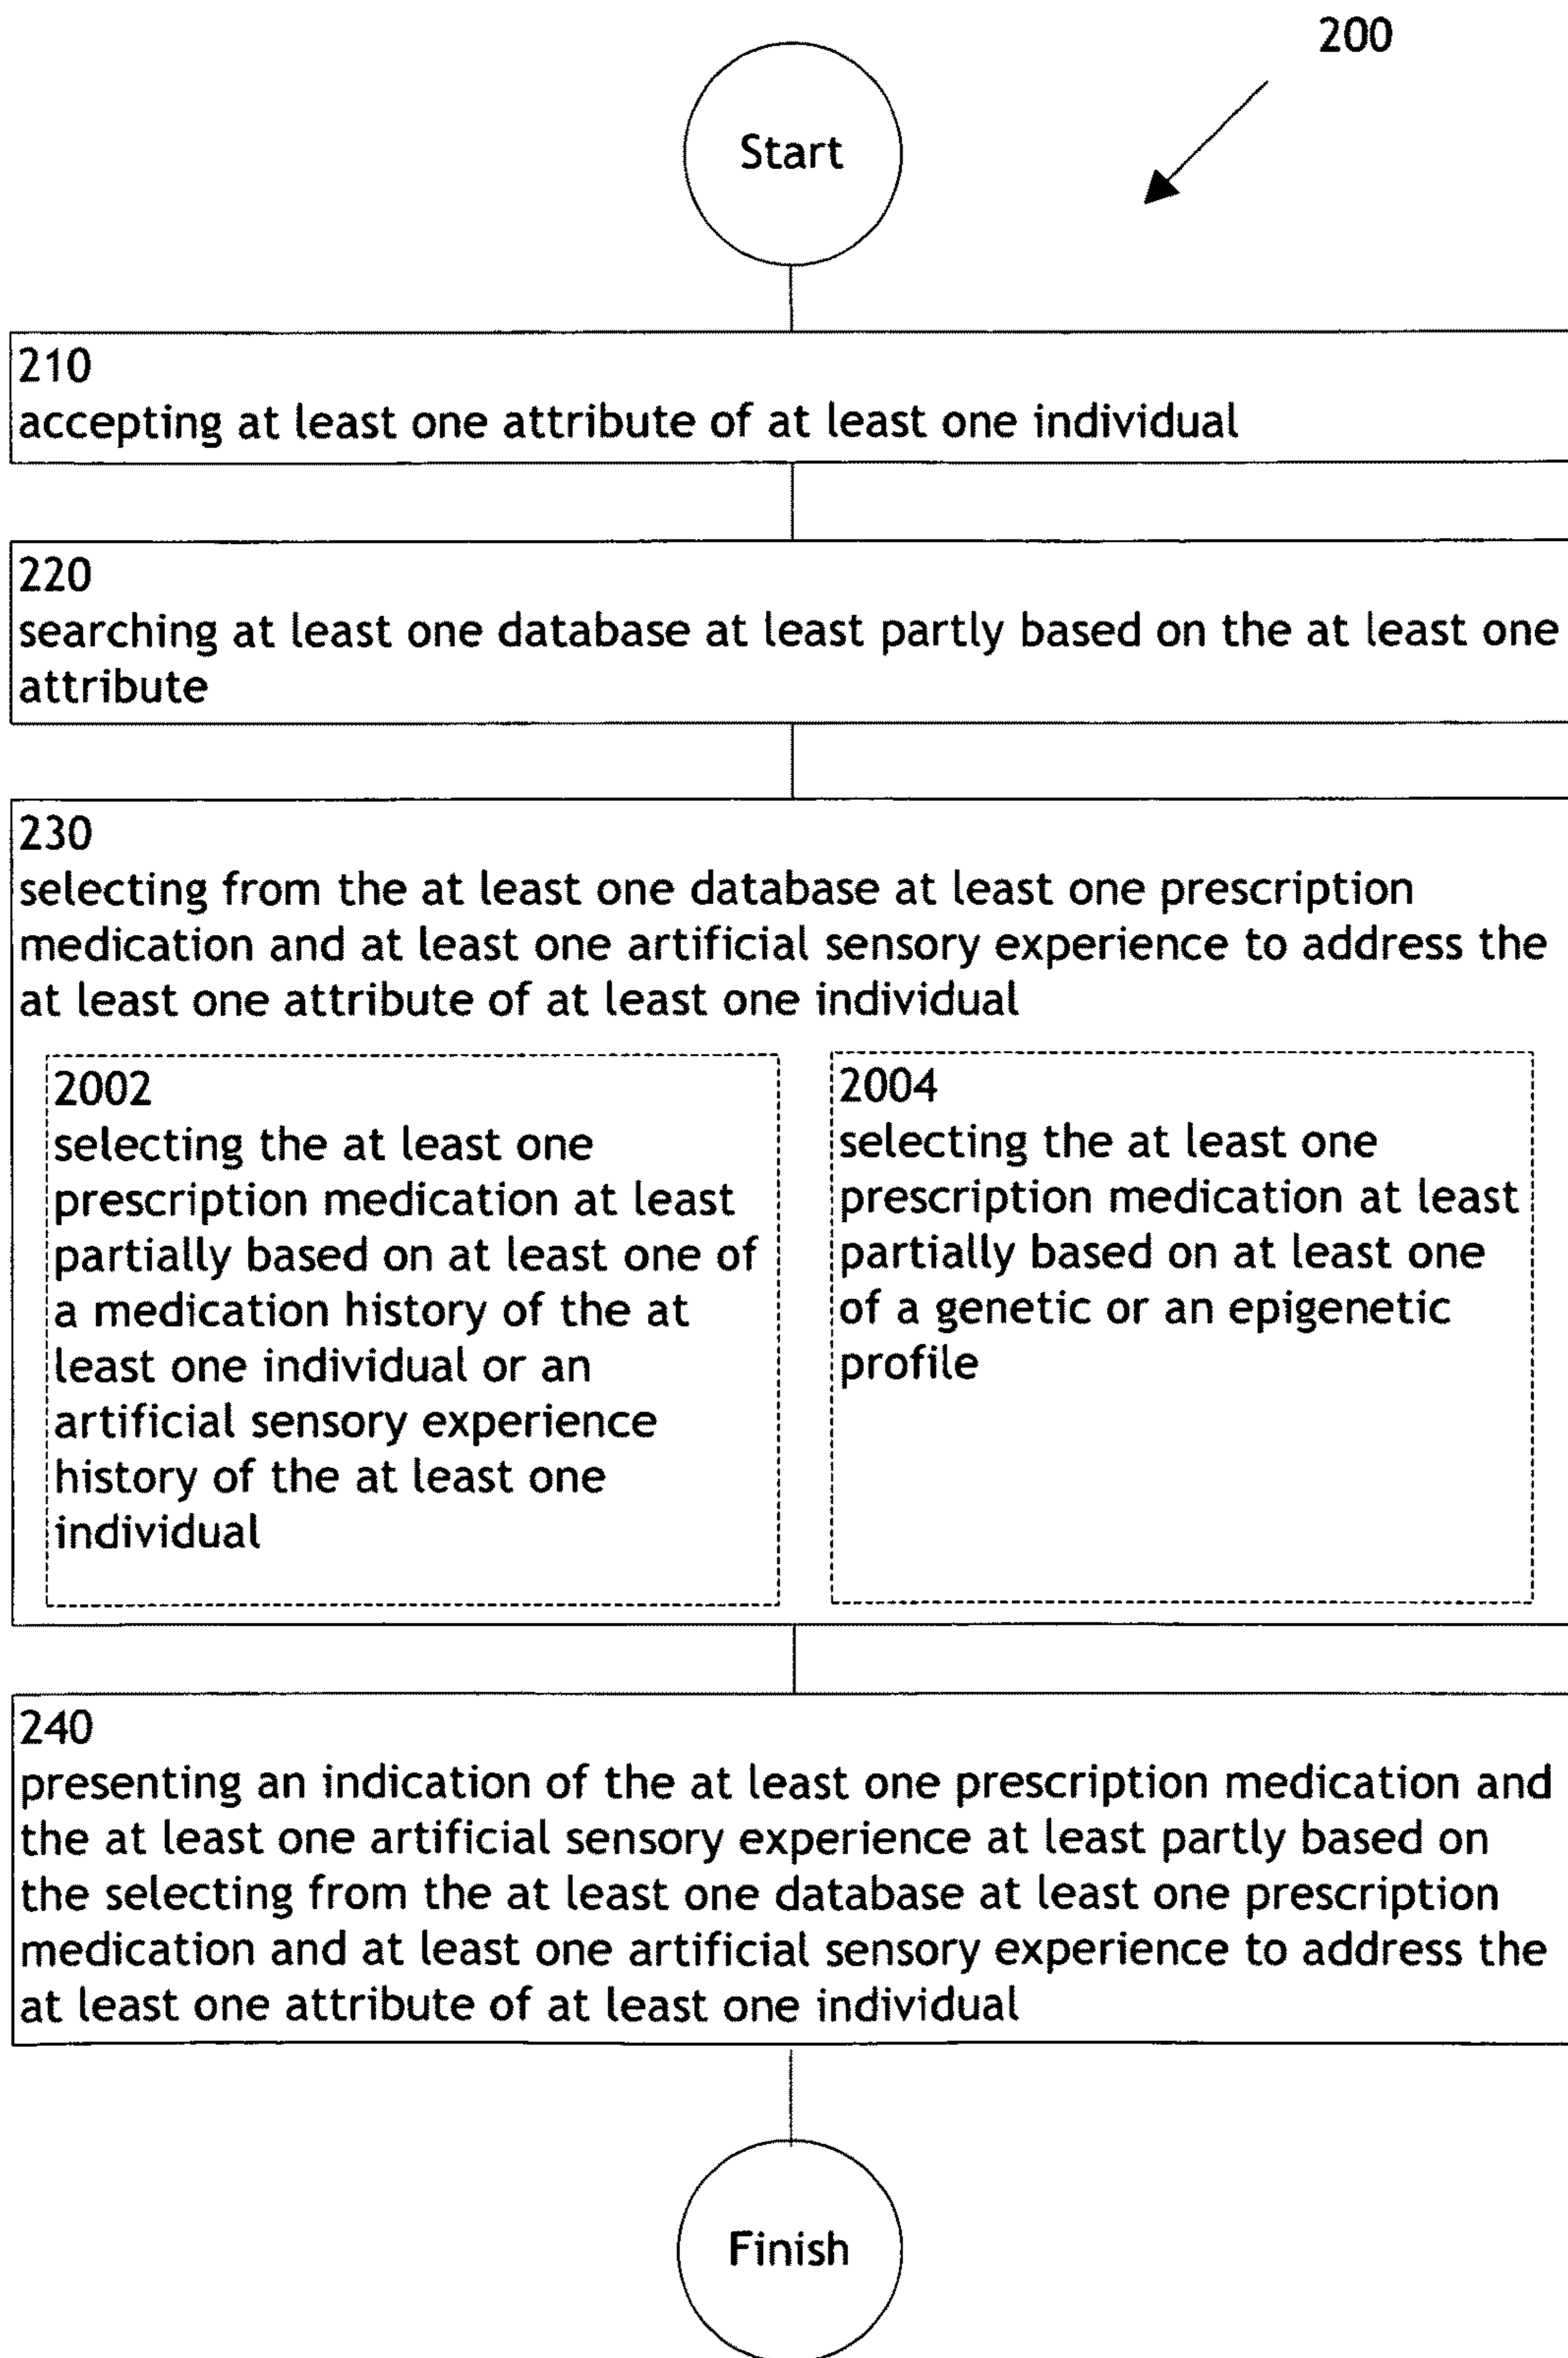 200
Start
210
accepting at least one attribute of at least one individual
220
searching at least one database at least partly based on the at least one
attribute
230
selecting from the at least one database at least one prescription
medication and at least one artificial sensory experience to address the
at least one attribute of at least one individual
2002
selecting the at least one
prescription medication at least
partially based on at least one of
a medication history of the at
least one individual or an
artificial sensory experience
history of the at least one
individual
2004
selecting the at least one
prescription medication at least
partially based on at least one
of a genetic or an epigenetic
profile
240
presenting an indication of the at least one prescription medication and
the at least one artificial sensory experience at least partly based on
the selecting from the at least one database at least one prescription
medication and at least one artificial sensory experience to address the
at least one attribute of at least one individual
Finish